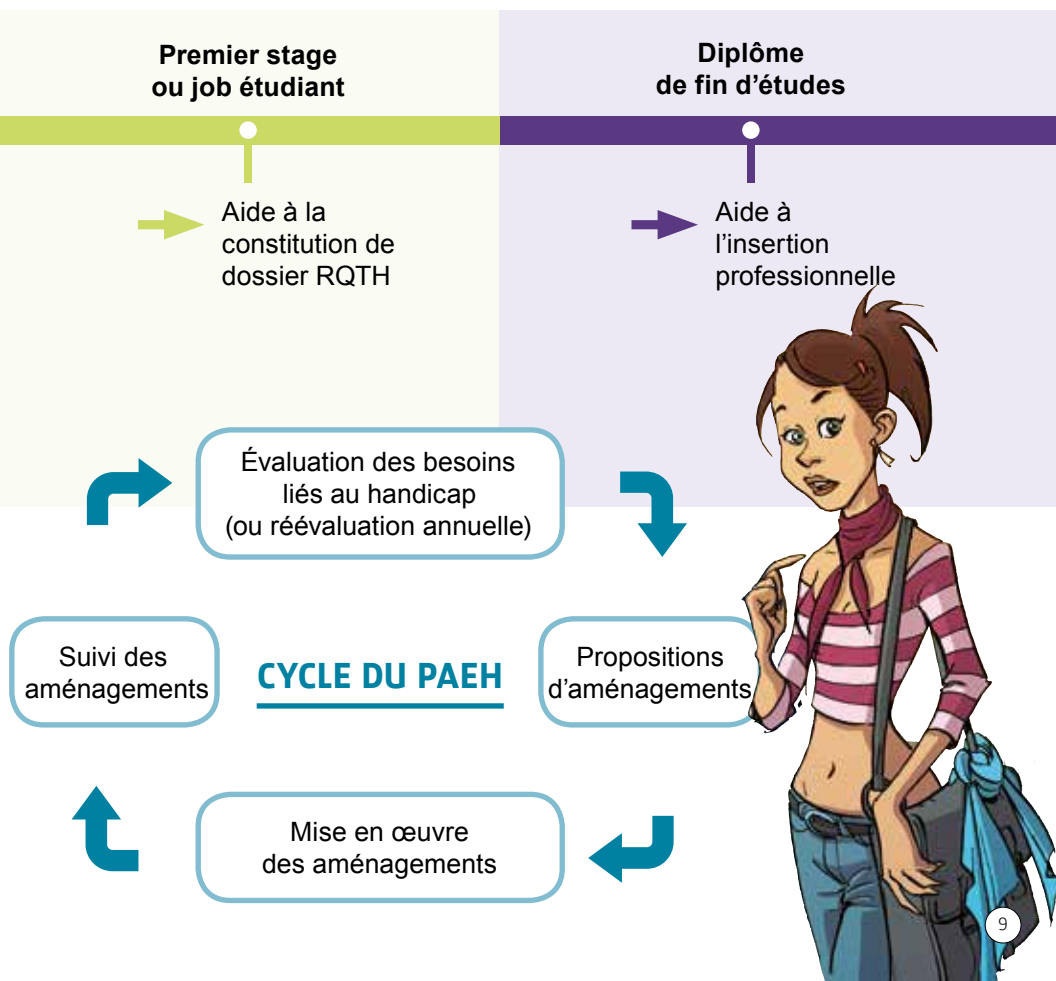 Premier stage
ou job étudiant
Diplôme
de fin d’études
Aide à la
constitution de
dossier RQTH
Aide à
l’insertion
professionnelle
Évaluation des besoins
liés au handicap
(ou réévaluation annuelle)
Suivi des
aménagements
CYCLE DU PAEH
Propositions
d’aménagements
Mise en œuvre
des aménagements
9